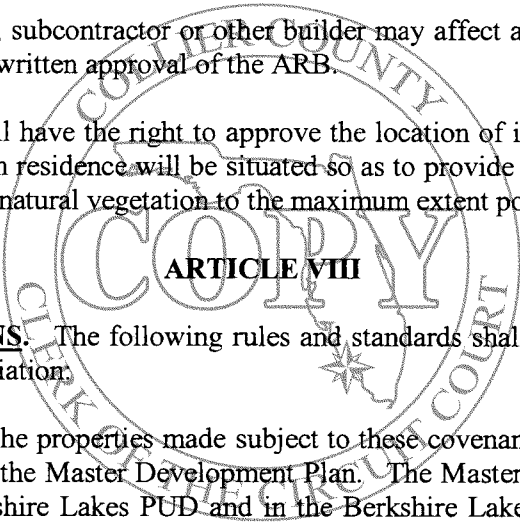 , subcontractor or other builder may affect a
written approval of the ARB.
l have the right to approve the location of i
n residence will be situated so as to provide
natural vegetation to the maximum extent po
ARTICLE VIII
NS. The following rules and standards shal
iation:
he properties made subject to these covenan
the Master Development Plan. The Master
shire Lakes PUD and in the Berkshire Lake
COLLIER COUNTY
COPY
CLERK OF THE CIRCUIT COURT